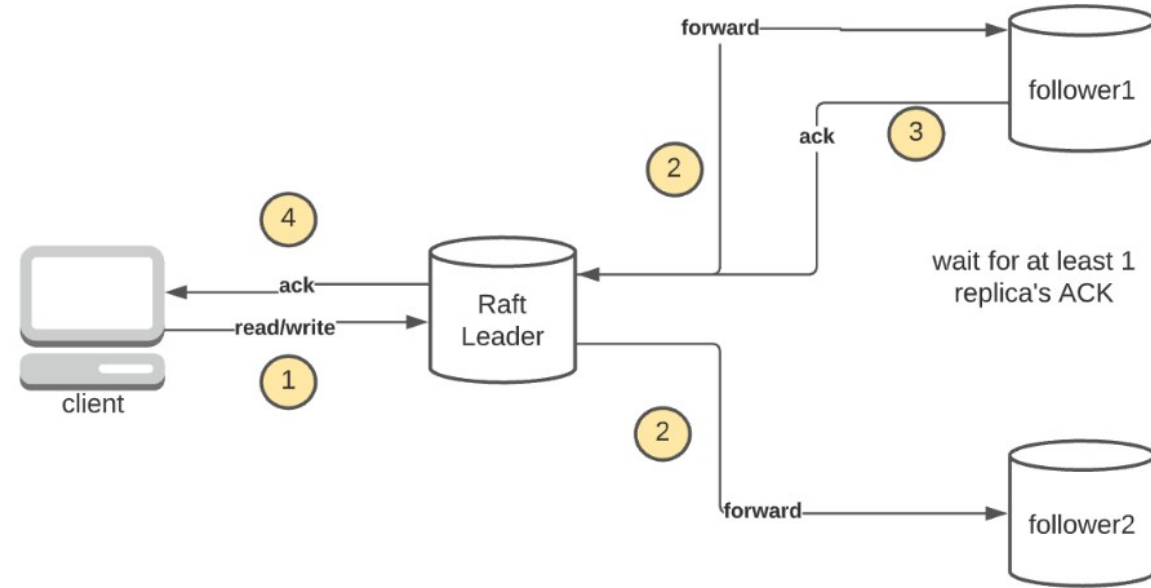 forward
follower1
3
ack
2
4
wait for at least 1
replica's ACK
ack
Raft
Leader
read/write
1
client
2
forward
follower2